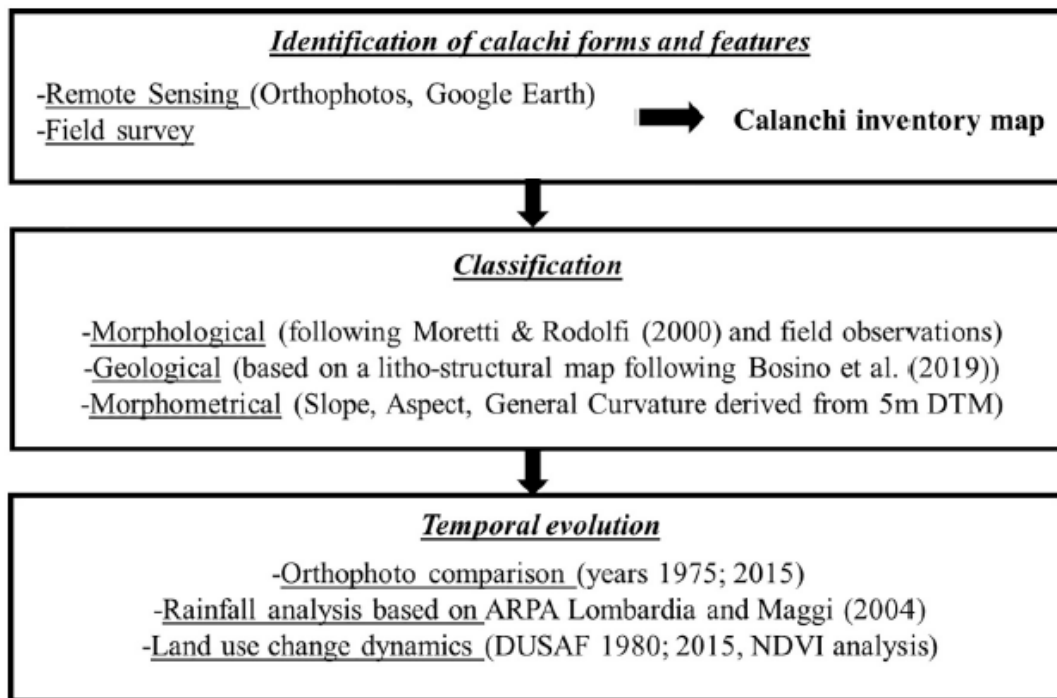 Identification of calachi forms and features
-Remote Sensing (Orthophotos, Google Earth)
-Field survey
Calanchi inventory map
Classification
-Morphological (following Moretti & Rodolfi (2000) and field observations)
-Geological (based on a litho-structural map following Bosino et al. (2019))
-Morphometrical (Slope, Aspect, General Curvature derived from 5m DTM)
Temporal evolution
-Orthophoto comparison (years 1975; 2015)
-Rainfall analysis based on ARPA Lombardia and Maggi (2004)
-Land use change dynamics (DUSAF 1980; 2015, NDVI analysis)